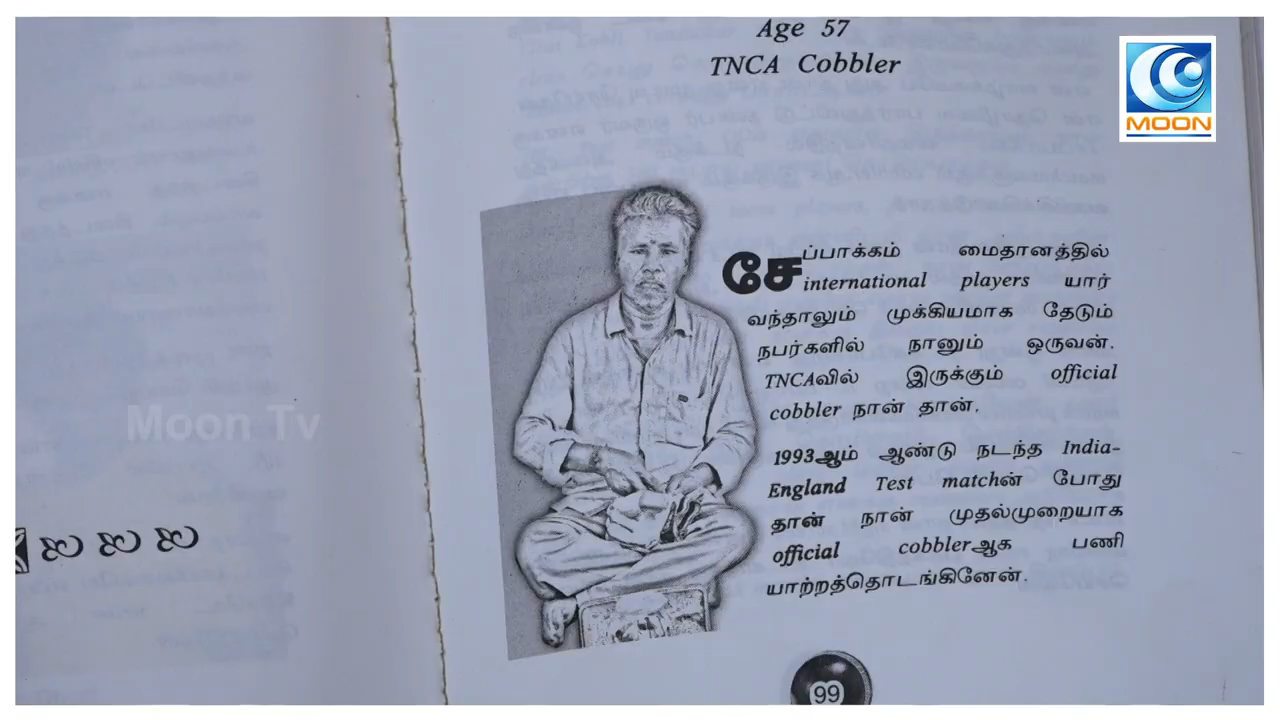 Age 57
TNCA Cobbler
MOON
சேப்பாக்கம் மைதானத்தில்
international players யார்
வந்தாலும் முக்கியமாக தேடும்
நபர்களில் நானும் ஒருவன்.
TNCAவில் இருக்கும் official
cobbler நான் தான்.
1993ஆம் ஆண்டு நடந்த India-
England Test matchன் போது
தான் நான் முதல்முறையாக
official cobblerஆக பணி
யாற்றத்தொடங்கினேன்.
Moon Tv
99